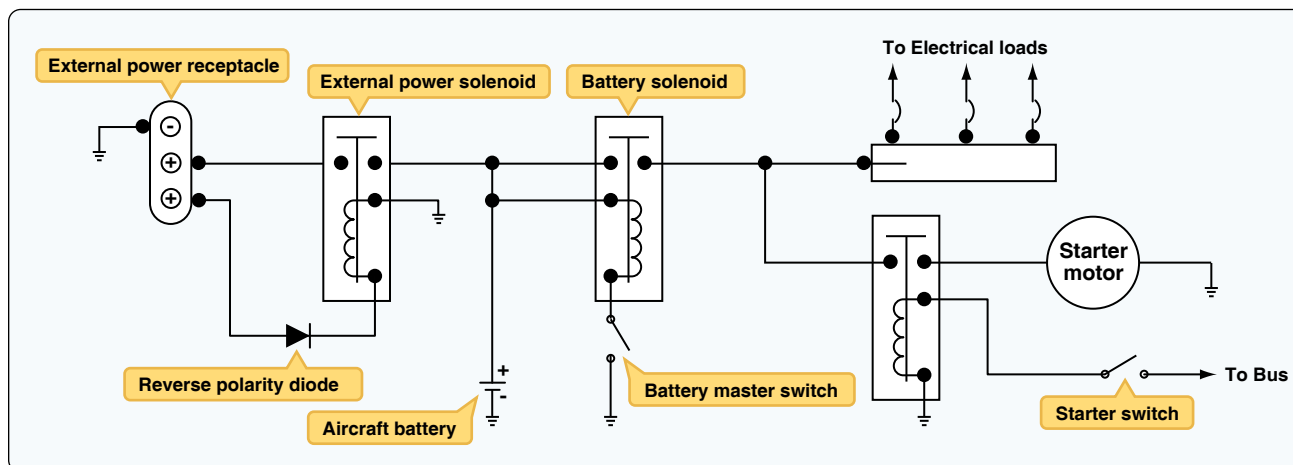 To Electrical loads
External power receptacle
External power solenoid
Battery solenoid
-
+
+
Starter
motor
Reverse polarity diode
+
-
Aircraft battery
Battery master switch
To Bus
Starter switch